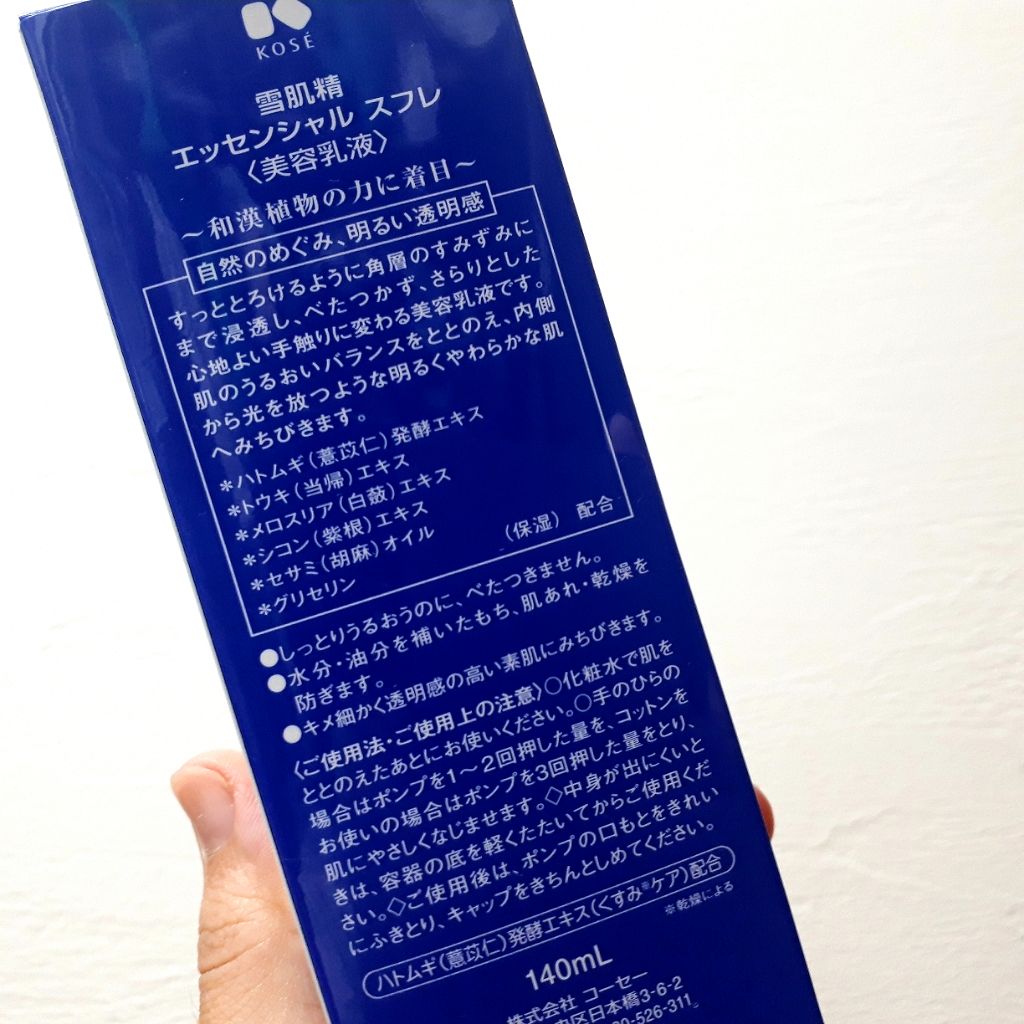 KOSÉ
雪肌精
エッセンシャル スフレ
〈美容乳液〉
～和漢植物の力に着目～
自然のめぐみ、明るい透明感
すっととろけるように角層のすみずみに
まで浸透し、べたつかず、さらりとした
心地よい手触りに変わる美容乳液です。
肌のうるおいバランスをととのえ、内側
から光を放つような明るくやわらかな肌
へみちびきます。
＊ハトムギ(薏苡仁)発酵エキス
＊トウキ(当帰)エキス
＊メロスリア(白蘞)エキス
＊シコン(紫根)エキス
＊セサミ(胡麻)オイル
＊グリセリン (保湿) 配合
●しっとりうるおうのに、べたつきません。
●水分・油分を補いたもち、肌あれ・乾燥を
防ぎます。
●キメ細かく透明感の高い素肌にみちびきます。
〈ご使用法・ご使用上の注意〉○化粧水で肌を
ととのえたあとにお使いください。○手のひらの
場合はポンプを1～2回押した量を、コットンを
お使いの場合はポンプを3回押した量をとり、
肌にやさしくなじませます。◇中身が出にくいと
きは、容器の底を軽くたたいてからご使用くだ
さい。◇ご使用後は、ポンプの口もとをきれい
にふきとり、キャップをきちんとしめてください。
ハトムギ(薏苡仁)発酵エキス(くすみ※ケア)配合
※乾燥による
140mL
株式会社 コーセー
区日本橋3-6-2
-526-311